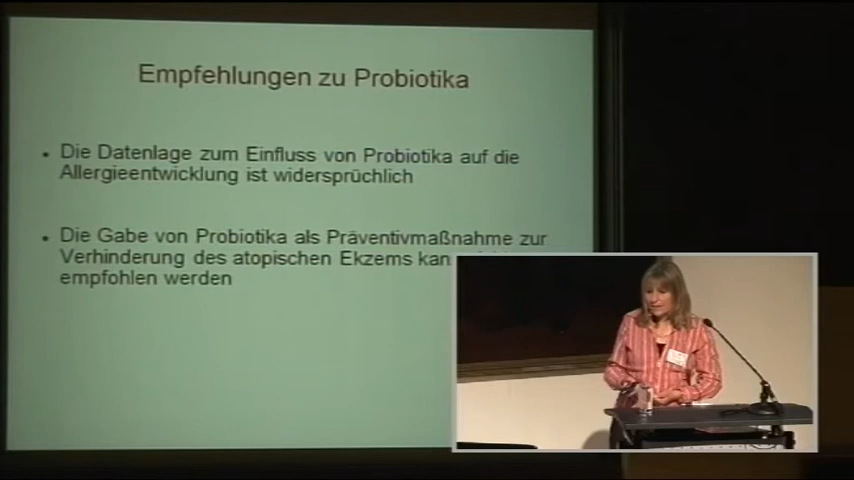 Empfehlungen zu Probiotika
• Die Datenlage zum Einfluss von Probiotika auf die
Allergieentwicklung ist widersprüchlich
• Die Gabe von Probiotika als Präventivmaßnahme zur
Verhinderung des atopischen Ekzems
empfohlen werden